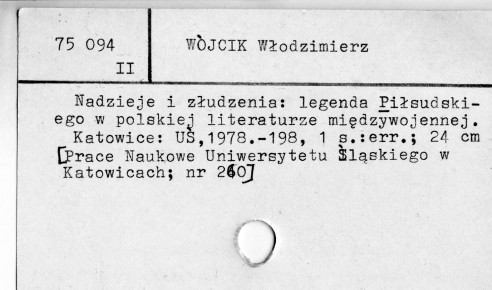 75 094
II
WÓJCIK Włodzimierz
Nadzieje i złudzenia: legenda Piłsudski-
ego w polskiej literaturze międzywojennej.
Katowice: UŚ,1978.-198, 1 s.:err.; 24 cm
[Prace Naukowe Uniwersytetu Śląskiego w
Katowicach; nr 260]